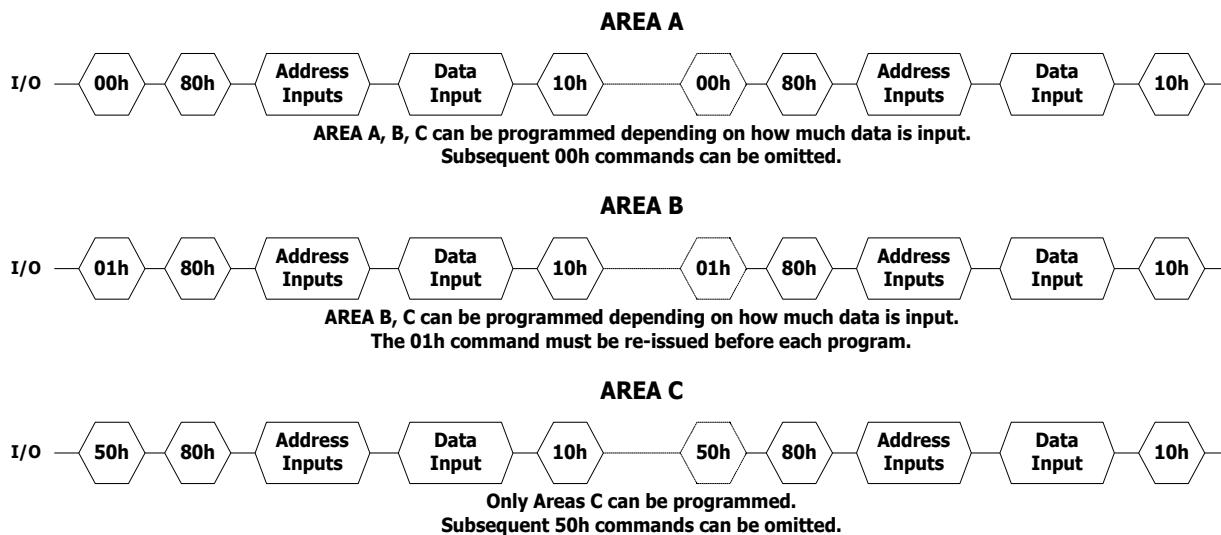 AREA A
I/O 00h 80h Address Inputs Data Input 10h 00h 80h Address Inputs Data Input 10h
AREA A, B, C can be programmed depending on how much data is input.
Subsequent 00h commands can be omitted.
AREA B
I/O 01h 80h Address Inputs Data Input 10h 01h 80h Address Inputs Data Input 10h
AREA B, C can be programmed depending on how much data is input.
The 01h command must be re-issued before each program.
AREA C
I/O 50h 80h Address Inputs Data Input 10h 50h 80h Address Inputs Data Input 10h
Only Areas C can be programmed.
Subsequent 50h commands can be omitted.